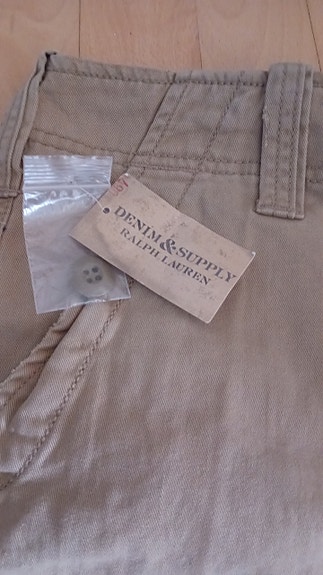 DENIM & SUPPLY
RALPH LAUREN